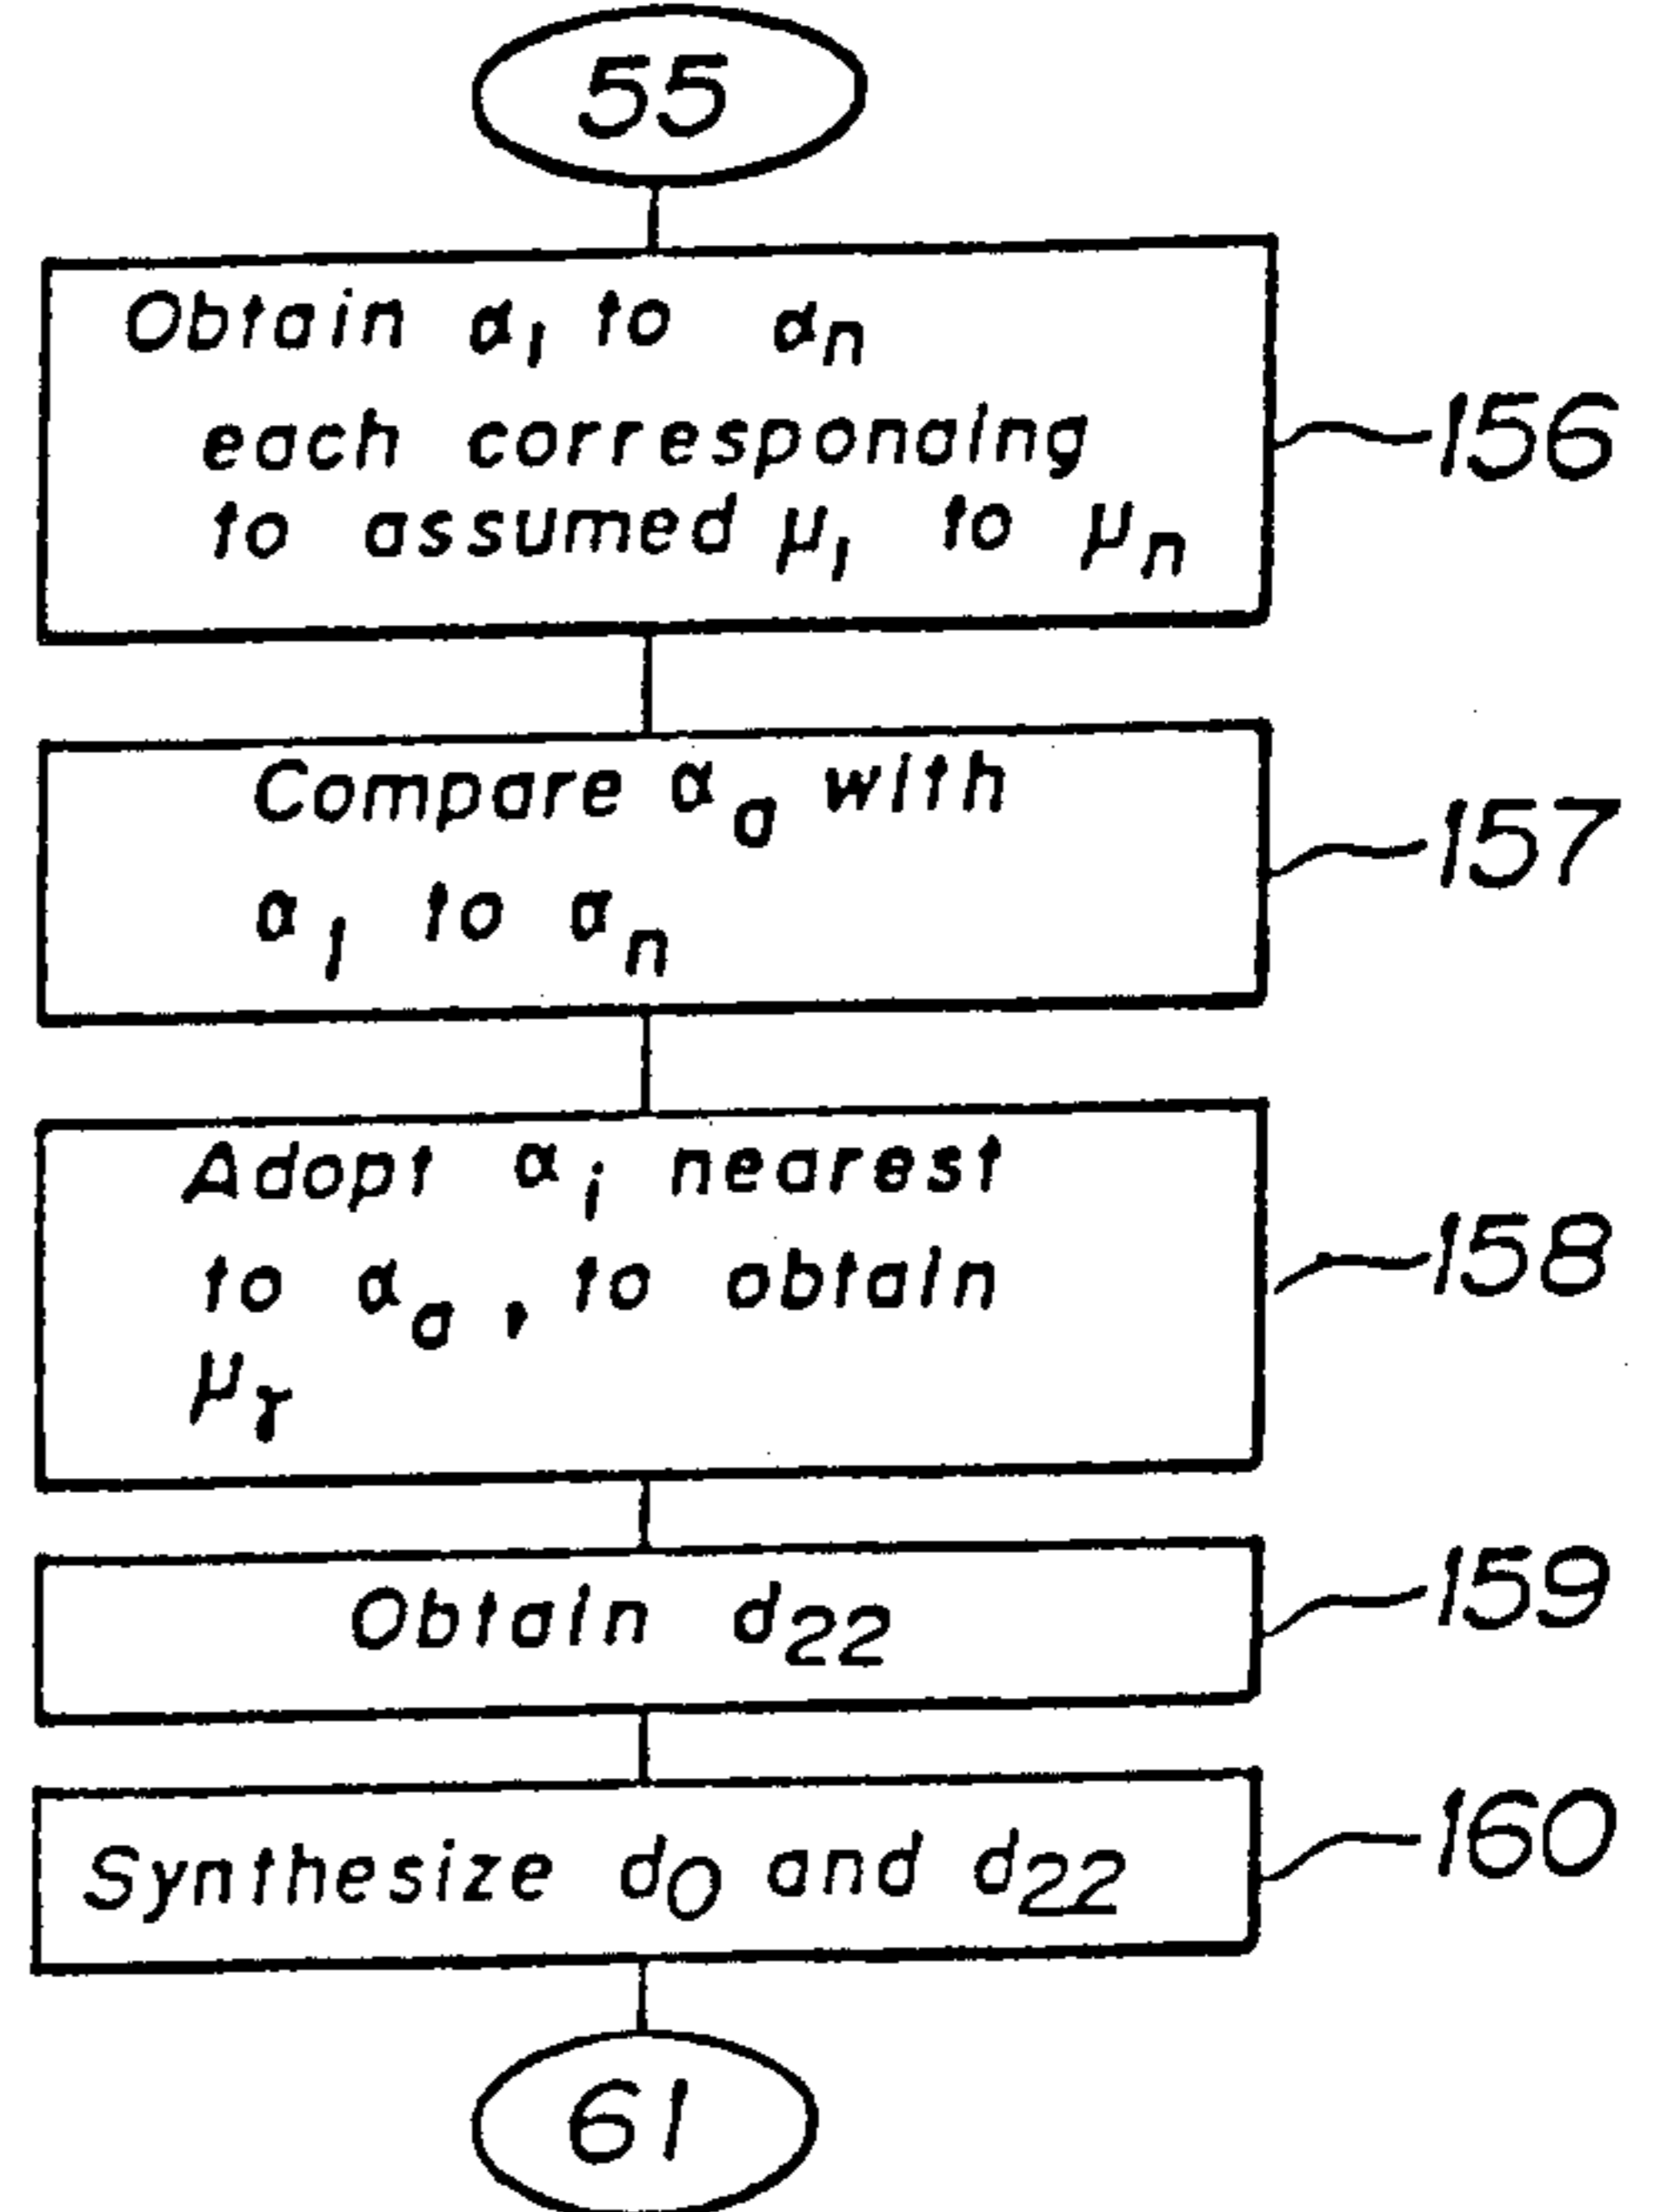 55
Obtain α₁ to αₙ
each corresponding
to assumed μ₁ to μₙ
156
Compare αₐ with
α₁ to αₙ
157
Adopt αᵢ nearest
to αₐ, to obtain
μᵧ
158
Obtain d₂₂
159
Synthesize d₀ and d₂₂
160
61